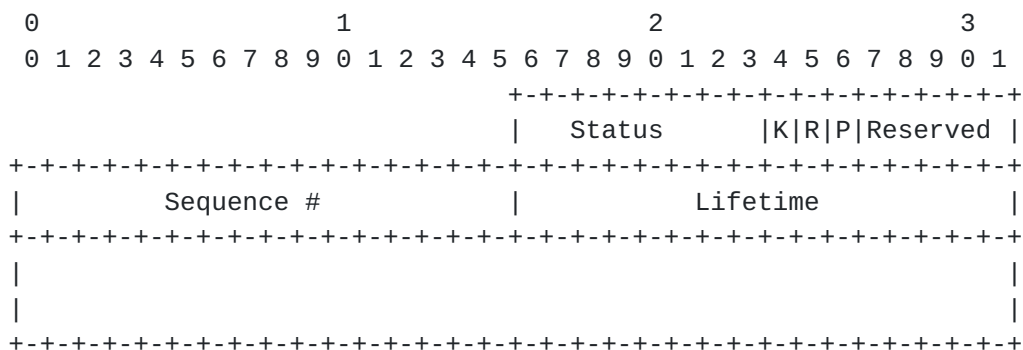 0                   1                   2                   3
 0 1 2 3 4 5 6 7 8 9 0 1 2 3 4 5 6 7 8 9 0 1 2 3 4 5 6 7 8 9 0 1
                                +-+-+-+-+-+-+-+-+-+-+-+-+-+-+-+-+
                                |   Status      |K|R|P|Reserved |
+-+-+-+-+-+-+-+-+-+-+-+-+-+-+-+-+-+-+-+-+-+-+-+-+-+-+-+-+-+-+-+-+
|         Sequence #            |           Lifetime            |
+-+-+-+-+-+-+-+-+-+-+-+-+-+-+-+-+-+-+-+-+-+-+-+-+-+-+-+-+-+-+-+-+
|                                                               |
|                                                               |
+-+-+-+-+-+-+-+-+-+-+-+-+-+-+-+-+-+-+-+-+-+-+-+-+-+-+-+-+-+-+-+-+